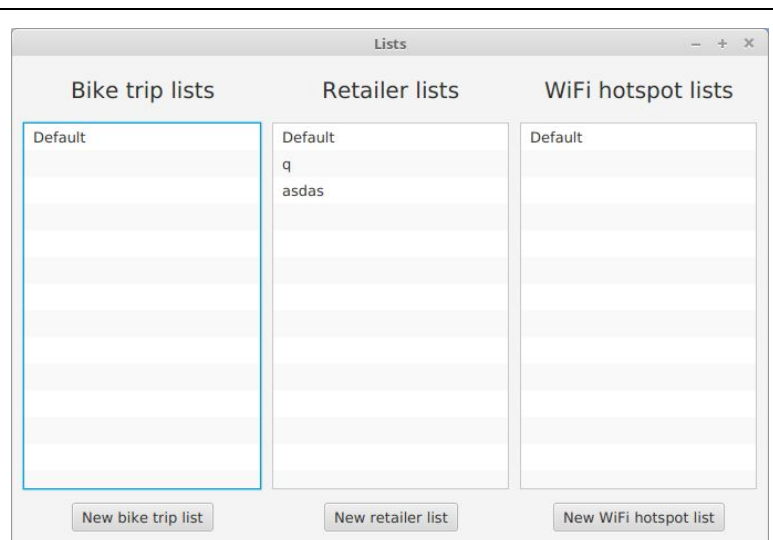 Lists
Bike trip lists
Retailer lists
WiFi hotspot lists
Default
Default
q
asdas
Default
New bike trip list
New retailer list
New WiFi hotspot list